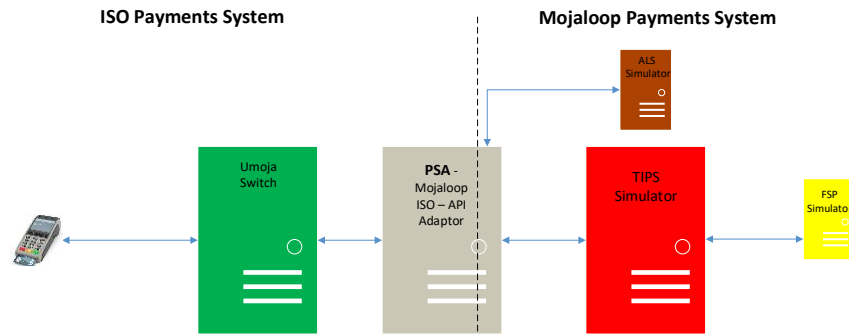 ISO Payments System
Mojaloop Payments System
ALS
Simulator
Umoja
Switch
PSA -
Mojaloop
ISO – API
Adaptor
TIPS
Simulator
FSP
Simulato